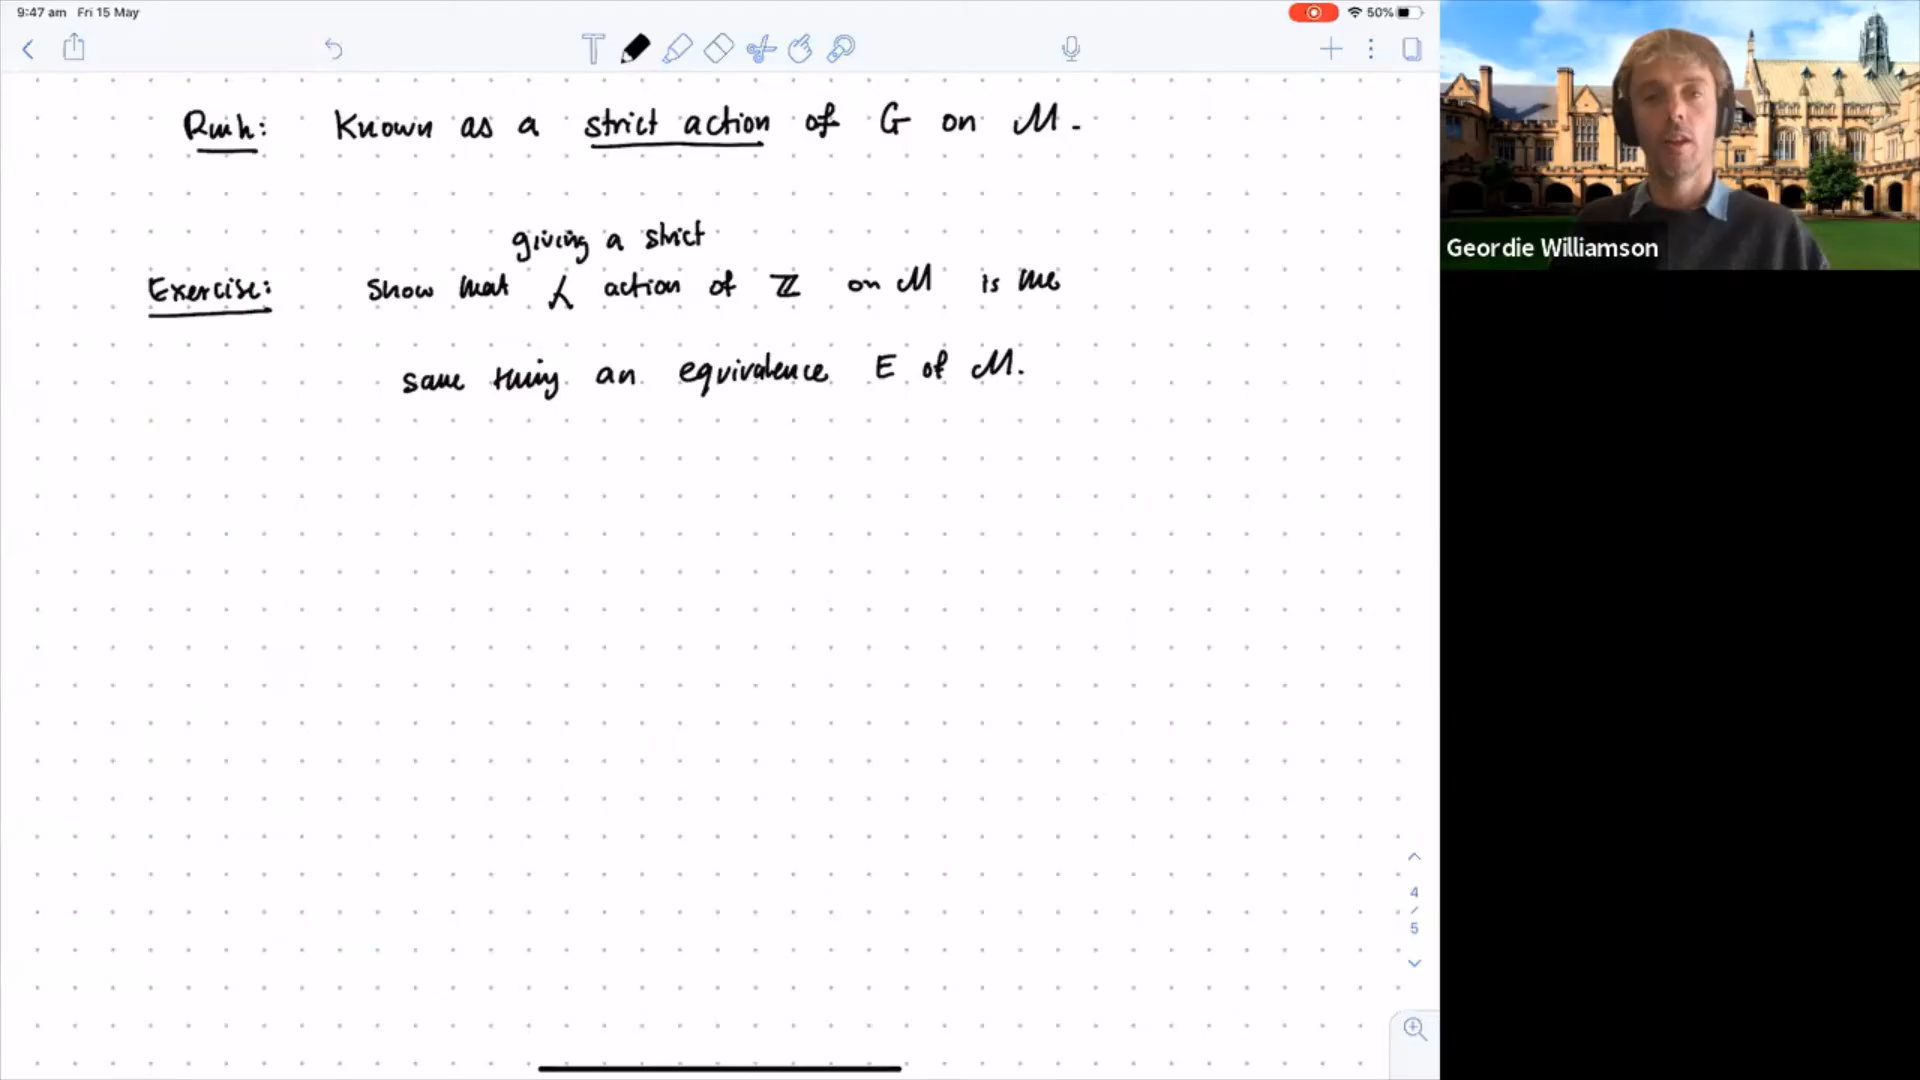 9:47 am Fri 15 May
50%
Rmk: Known as a strict action of G on M.
giving a strict
Exercise: Show that action of ℤ on M is the
same thing an equivalence E of M.
Geordie Williamson
4
/
5